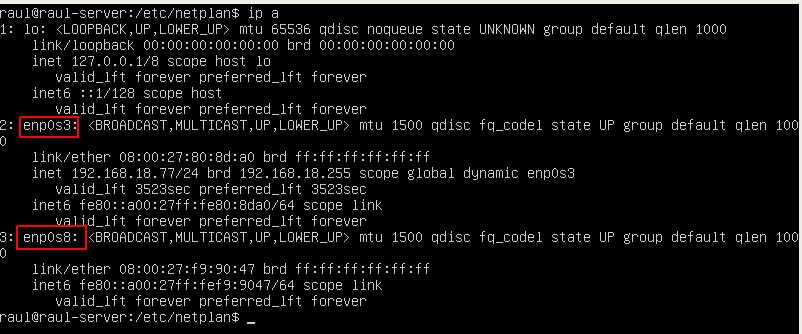 raul@raul-server:/etc/netplan$ ip a
1: lo: <LOOPBACK,UP,LOWER_UP> mtu 65536 qdisc noqueue state UNKNOWN group default qlen 1000
    link/loopback 00:00:00:00:00:00 brd 00:00:00:00:00:00
    inet 127.0.0.1/8 scope host lo
       valid_lft forever preferred_lft forever
    inet6 ::1/128 scope host
       valid_lft forever preferred_lft forever
2: enp0s3: <BROADCAST,MULTICAST,UP,LOWER_UP> mtu 1500 qdisc fq_codel state UP group default qlen 100
0
    link/ether 08:00:27:80:8d:a0 brd ff:ff:ff:ff:ff:ff
    inet 192.168.18.77/24 brd 192.168.18.255 scope global dynamic enp0s3
       valid_lft 3523sec preferred_lft 3523sec
    inet6 fe80::a00:27ff:fe80:8da0/64 scope link
       valid_lft forever preferred_lft forever
3: enp0s8: <BROADCAST,MULTICAST,UP,LOWER_UP> mtu 1500 qdisc fq_codel state UP group default qlen 100
0
    link/ether 08:00:27:f9:90:47 brd ff:ff:ff:ff:ff:ff
    inet6 fe80::a00:27ff:fef9:9047/64 scope link
       valid_lft forever preferred_lft forever
raul@raul-server:/etc/netplan$ _